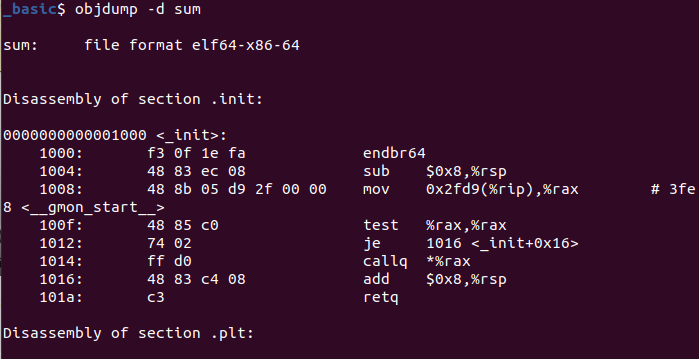 _basic$ objdump -d sum
sum:     file format elf64-x86-64
Disassembly of section .init:
0000000000001000 <_init>:
    1000:       f3 0f 1e fa             endbr64
    1004:       48 83 ec 08             sub    $0x8,%rsp
    1008:       48 8b 05 d9 2f 00 00    mov    0x2fd9(%rip),%rax        # 3fe
8 <__gmon_start__>
    100f:       48 85 c0                test   %rax,%rax
    1012:       74 02                   je     1016 <_init+0x16>
    1014:       ff d0                   callq  *%rax
    1016:       48 83 c4 08             add    $0x8,%rsp
    101a:       c3                      retq
Disassembly of section .plt: